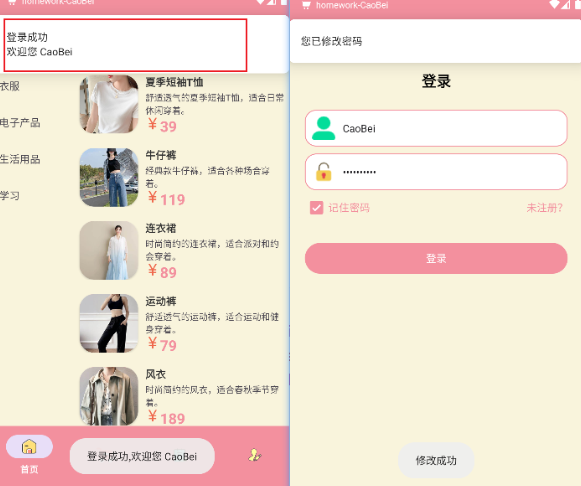 homework-CaoBei
登录成功
欢迎您 CaoBei
衣服
电子产品
生活用品
学习
夏季短袖T恤
舒适透气的夏季短袖T恤，适合日常
休闲穿着。
￥39
牛仔裤
经典款牛仔裤，适合各种场合穿
着。
￥119
连衣裙
时尚简约的连衣裙，适合派对和约
会穿着。
￥89
运动裤
舒适透气的运动裤，适合运动和健
身穿着。
￥79
风衣
时尚简约的风衣，适合春秋季节穿
着。
￥189
首页
登录成功,欢迎您 CaoBei
homework-CaoBei
您已修改密码
登录
CaoBei
••••••••••
记住密码
未注册？
登录
修改成功